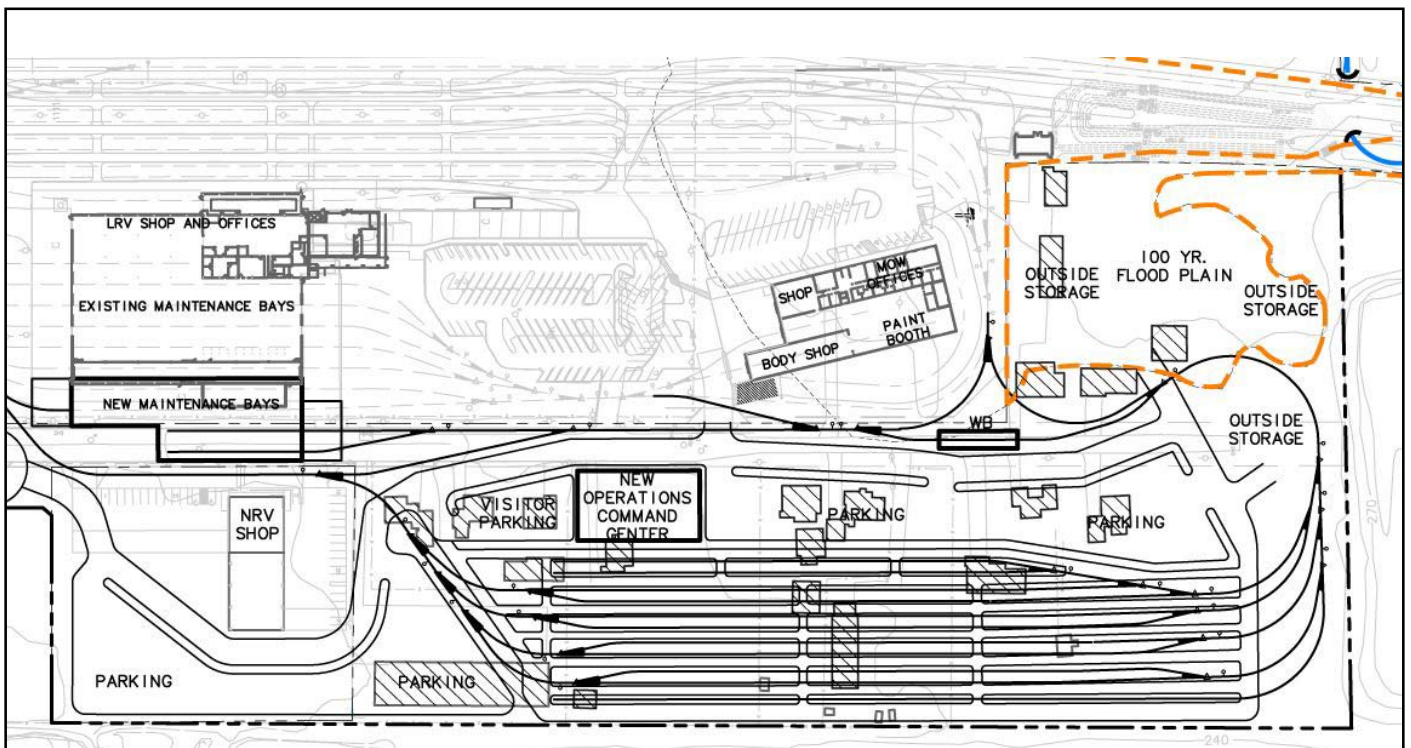 LRV SHOP AND OFFICES
EXISTING MAINTENANCE BAYS
NEW MAINTENANCE BAYS
SHOP
MOW
OFFICES
PAINT
BOOTH
BODY SHOP
OUTSIDE
STORAGE
100 YR.
FLOOD PLAIN
OUTSIDE
STORAGE
WB
OUTSIDE
STORAGE
NRV
SHOP
VISITOR
PARKING
NEW
OPERATIONS
COMMAND
CENTER
PARKING
PARKING
270
PARKING
PARKING
240